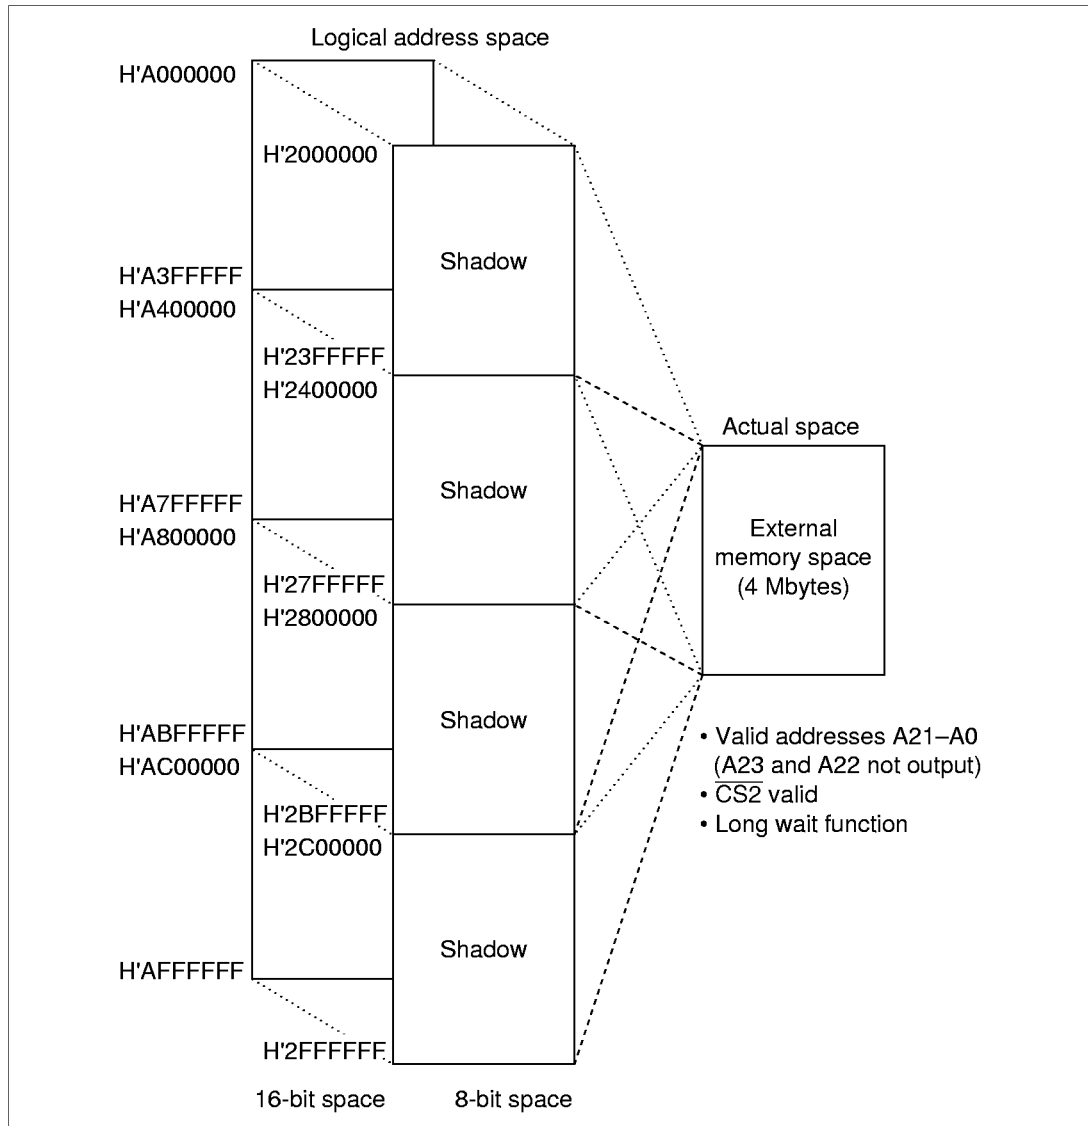 Logical address space
H'A000000
H'2000000
Shadow
H'A3FFFFF
H'A400000
H'23FFFFF
H'2400000
Actual space
Shadow
H'A7FFFFF
H'A800000
External
memory space
(4 Mbytes)
H'27FFFFF
H'2800000
Shadow
H'ABFFFFF
H'AC00000
• Valid addresses A21–A0
(A23 and A22 not output)
• CS2 valid
• Long wait function
H'2BFFFFF
H'2C00000
Shadow
H'AFFFFFF
H'2FFFFFF
16-bit space
8-bit space